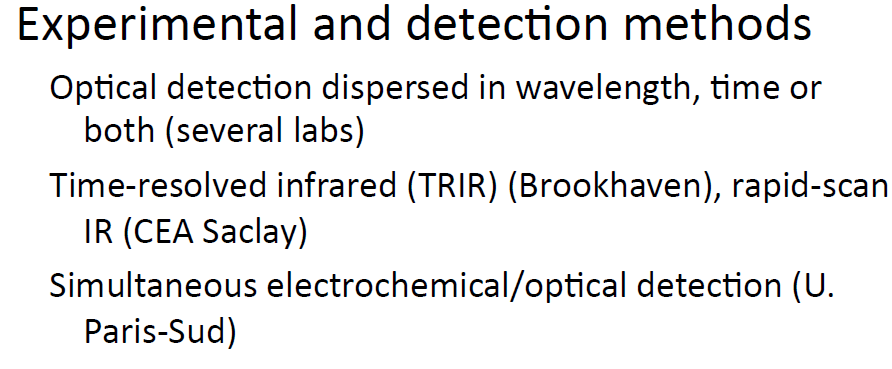 Experimental and detection methods
Optical detection dispersed in wavelength, time or
both (several labs)
Time-resolved infrared (TRIR) (Brookhaven), rapid-scan
IR (CEA Saclay)
Simultaneous electrochemical/optical detection (U.
Paris-Sud)